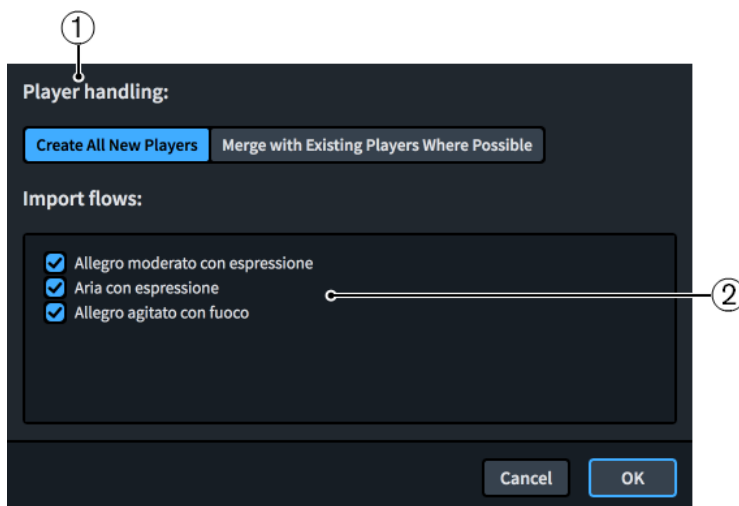 1
Player handling:
Create All New Players Merge with Existing Players Where Possible
Import flows:
Allegro moderato con espressione
Aria con espressione
2
Allegro agitato con fuoco
Cancel OK